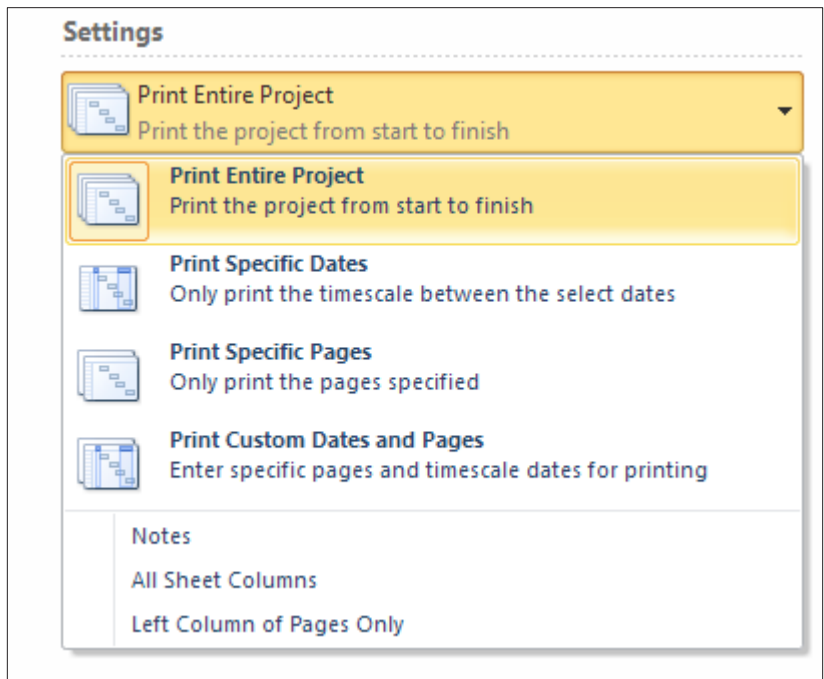 Settings
Print Entire Project
Print the project from start to finish
Print Entire Project
Print the project from start to finish
Print Specific Dates
Only print the timescale between the select dates
Print Specific Pages
Only print the pages specified
Print Custom Dates and Pages
Enter specific pages and timescale dates for printing
Notes
All Sheet Columns
Left Column of Pages Only